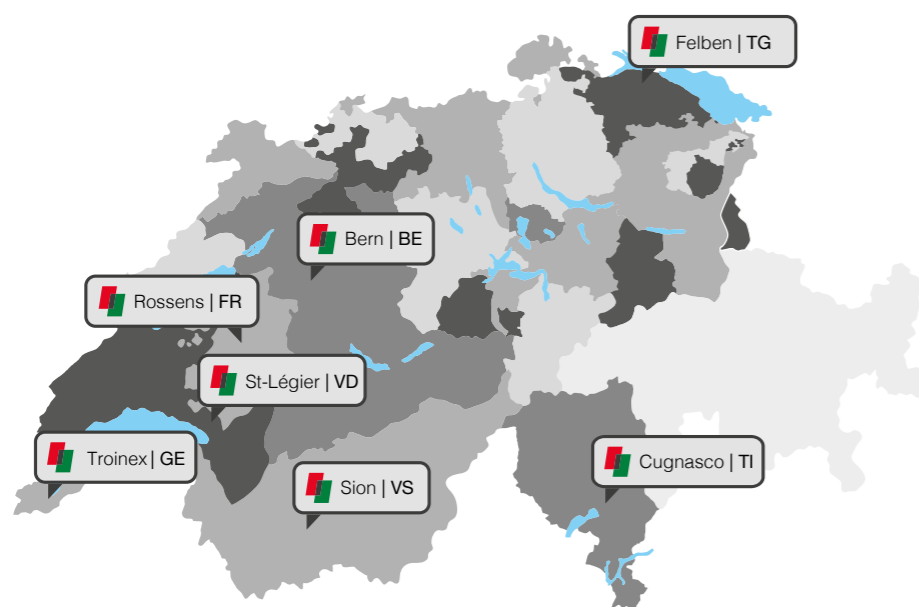 Felben | TG
Bern | BE
Rossens | FR
St-Légier | VD
Troinex | GE
Cugnasco | TI
Sion | VS